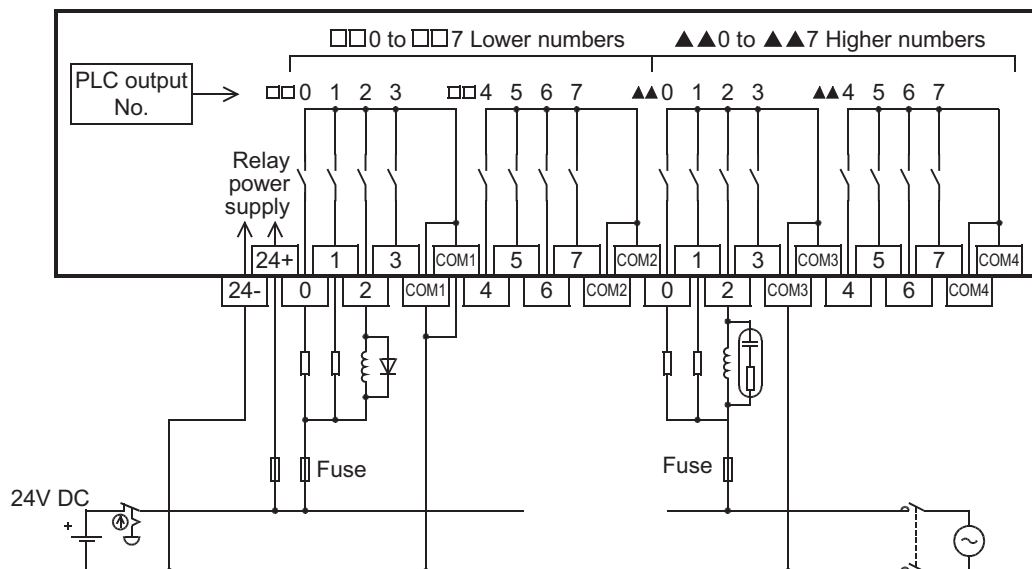 □□0 to □□7 Lower numbers ▲▲0 to ▲▲7 Higher numbers
PLC output
No.
□□0 1 2 3 □□4 5 6 7 ▲▲0 1 2 3 ▲▲4 5 6 7
Relay
power
supply
24+ 1 3 COM1 5 7 COM2 1 3 COM3 5 7 COM4
24- 0 2 COM1 4 6 COM2 0 2 COM3 4 6 COM4
Fuse Fuse
24V DC
+